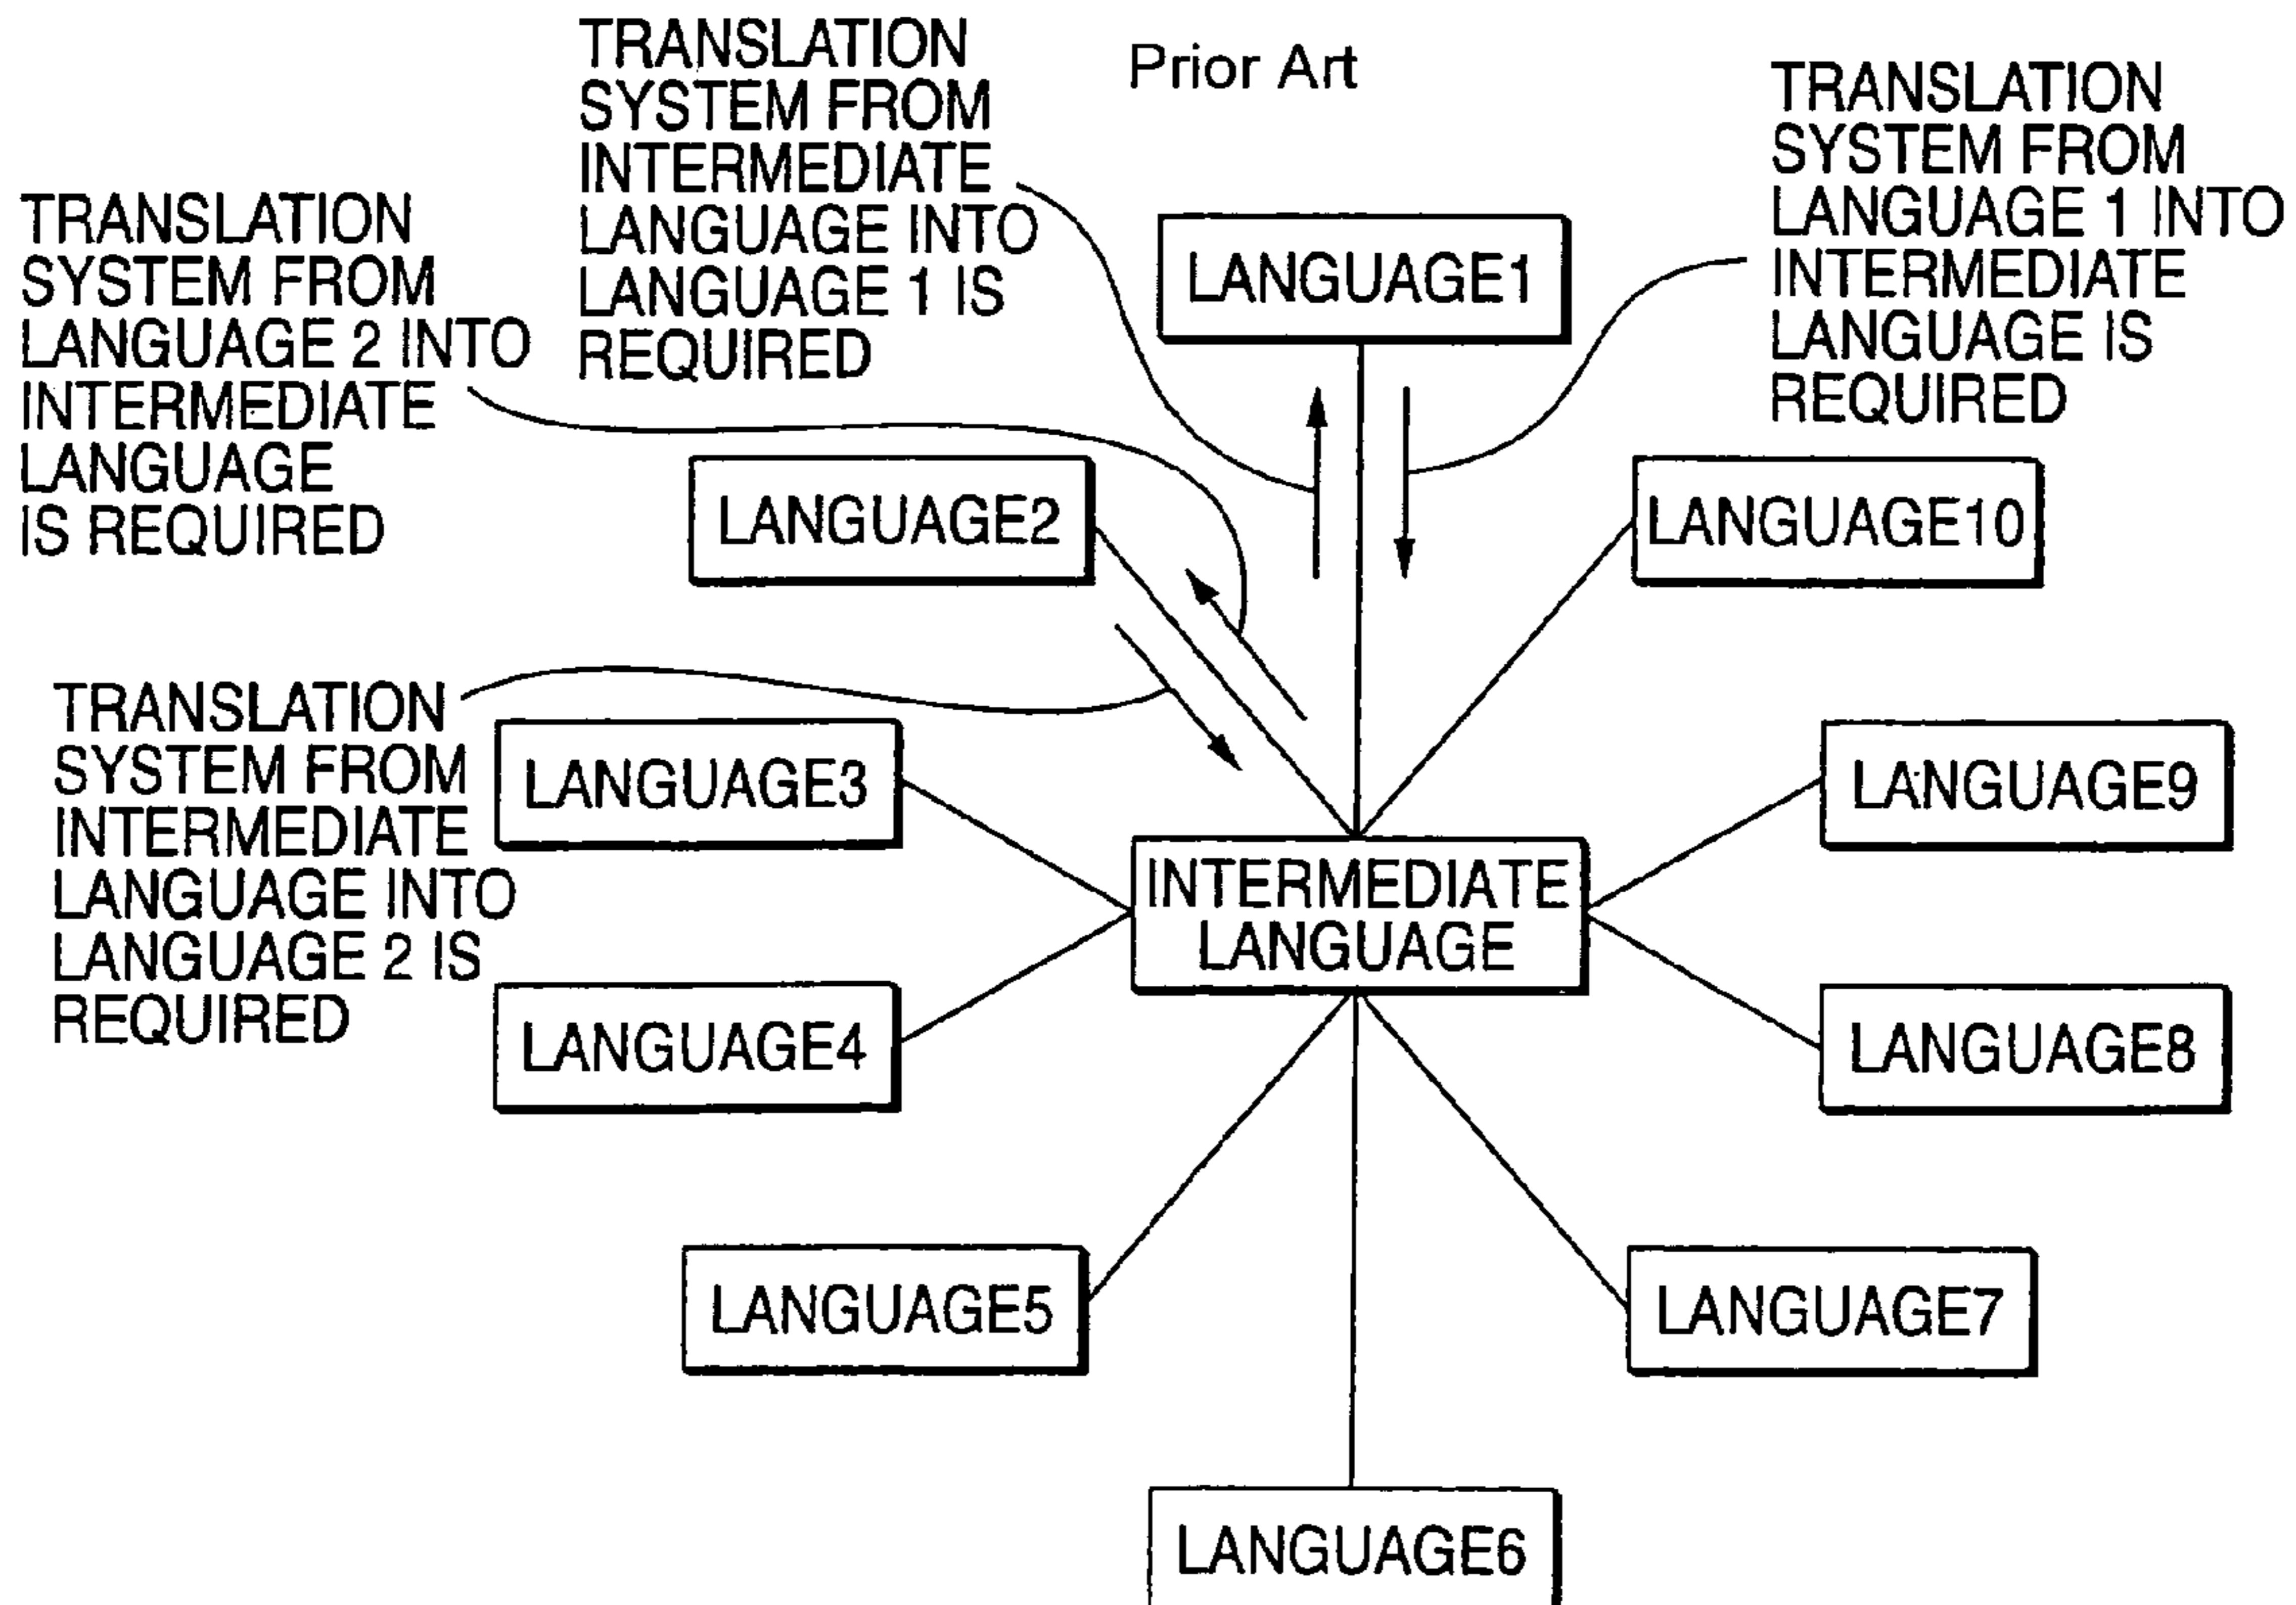 Prior Art
TRANSLATION
SYSTEM FROM
INTERMEDIATE
LANGUAGE INTO
LANGUAGE 1 IS
REQUIRED
TRANSLATION
SYSTEM FROM
LANGUAGE 1 INTO
INTERMEDIATE
LANGUAGE IS
REQUIRED
TRANSLATION
SYSTEM FROM
LANGUAGE 2 INTO
INTERMEDIATE
LANGUAGE
IS REQUIRED
LANGUAGE1
LANGUAGE2
LANGUAGE10
TRANSLATION
SYSTEM FROM
INTERMEDIATE
LANGUAGE INTO
LANGUAGE 2 IS
REQUIRED
LANGUAGE3
LANGUAGE9
INTERMEDIATE
LANGUAGE
LANGUAGE4
LANGUAGE8
LANGUAGE5
LANGUAGE7
LANGUAGE6